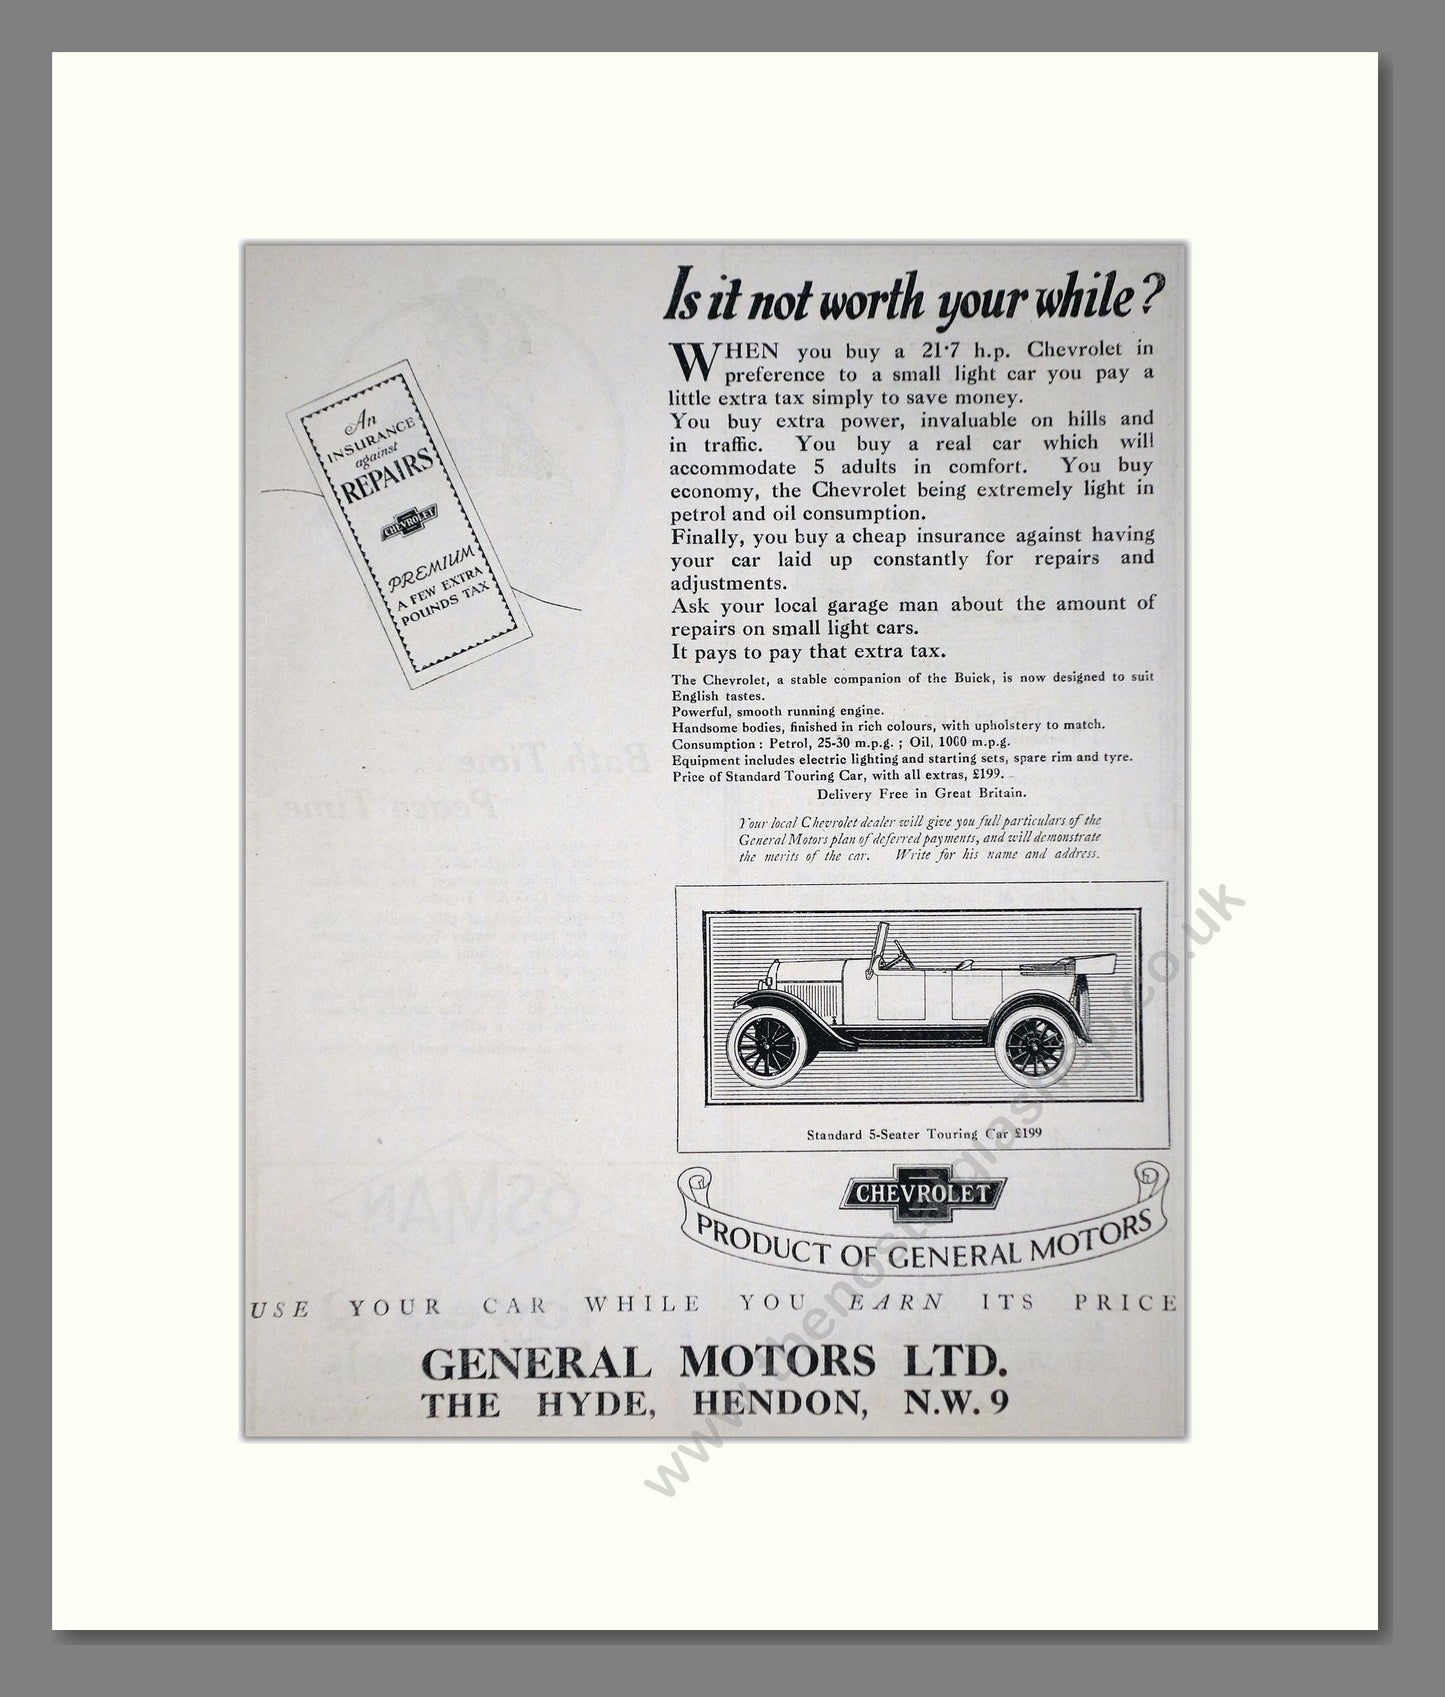 Is it not worth your while?
WHEN you buy a 21·7 h.p. Chevrolet in
preference to a small light car you pay a
little extra tax simply to save money.
You buy extra power, invaluable on hills and
in traffic. You buy a real car which will
accommodate 5 adults in comfort. You buy
economy, the Chevrolet being extremely light in
petrol and oil consumption.
Finally, you buy a cheap insurance against having
your car laid up constantly for repairs and
adjustments.
Ask your local garage man about the amount of
repairs on small light cars.
It pays to pay that extra tax.
The Chevrolet, a stable companion of the Buick, is now designed to suit
English tastes.
Powerful, smooth running engine.
Handsome bodies, finished in rich colours, with upholstery to match.
Consumption: Petrol, 25-30 m.p.g. ; Oil, 1000 m.p.g.
Equipment includes electric lighting and starting sets, spare rim and tyre.
Price of Standard Touring Car, with all extras, £199.
Delivery Free in Great Britain.
Your local Chevrolet dealer will give you full particulars of the
General Motors plan of deferred payments, and will demonstrate
the merits of the car. Write for his name and address.
An
INSURANCE
against
REPAIRS
CHEVROLET
PREMIUM
A FEW EXTRA
POUNDS TAX
Bath Time
Peace Time
OSMAN
Standard 5-Seater Touring Car £199
CHEVROLET
PRODUCT OF GENERAL MOTORS
USE YOUR CAR WHILE YOU EARN ITS PRICE
GENERAL MOTORS LTD.
THE HYDE, HENDON, N.W. 9
www.thenostalgiashop.co.uk